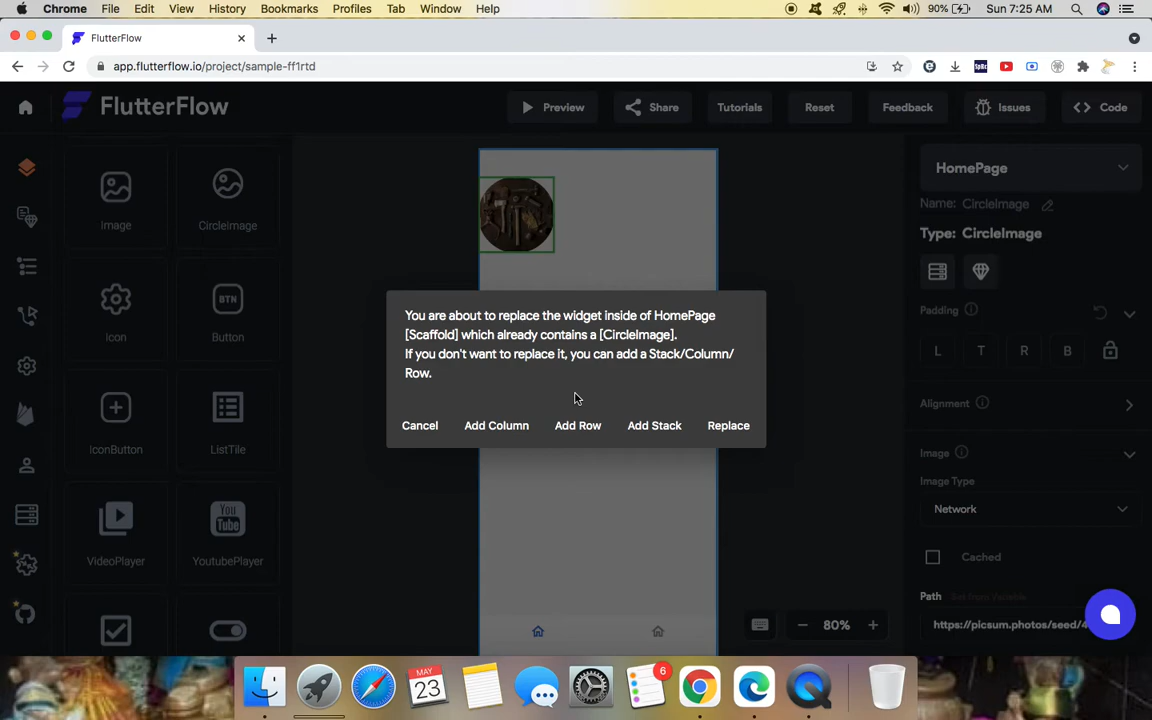 Chrome File Edit View History Bookmarks Profiles Tab Window Help 90% Sun 7:25 AM
FlutterFlow
app.flutterflow.io/project/sample-ff1rtd
FlutterFlow Preview Share Tutorials Reset Feedback Issues Code
HomePage
Name: CircleImage
Type: CircleImage
Image CircleImage
Padding
L T R B
Icon BTN Button
Alignment
Image
Image Type
Network
IconButton ListTile
Cached
Path Set from Variable
You Tube
VideoPlayer YoutubePlayer
https://picsum.photos/seed/4
You are about to replace the widget inside of HomePage
[Scaffold] which already contains a [CircleImage].
If you don't want to replace it, you can add a Stack/Column/
Row.
Cancel Add Column Add Row Add Stack Replace
80%
MAY
23
6